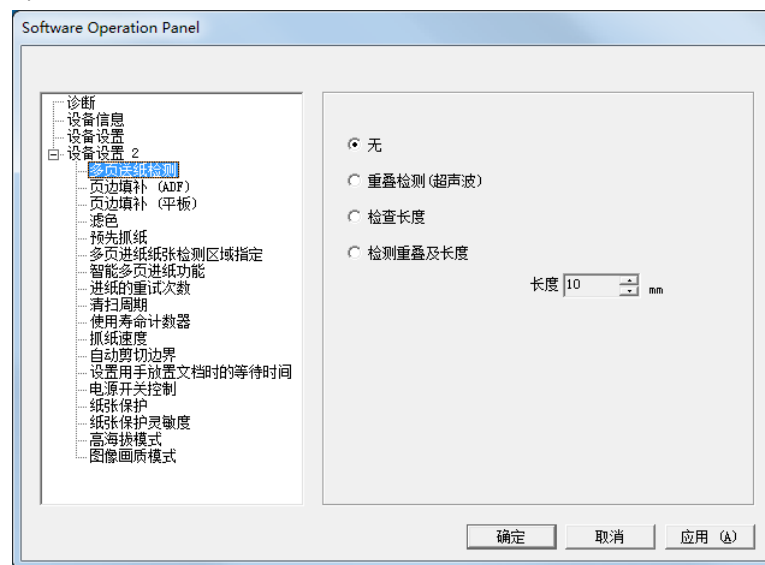 Software Operation Panel
诊断
设备信息
设备设置
设备设置 2
多页送纸检测
页边填补 (ADF)
页边填补 (平板)
滤色
预先抓纸
多页进纸纸张检测区域指定
智能多页进纸功能
进纸的重试次数
清扫周期
使用寿命计数器
抓纸速度
自动剪切边界
设置用手放置文档时的等待时间
电源开关控制
纸张保护
纸张保护灵敏度
高海拔模式
图像画质模式
无
重叠检测(超声波)
检查长度
检测重叠及长度
长度 10 mm
确定 取消 应用 (A)